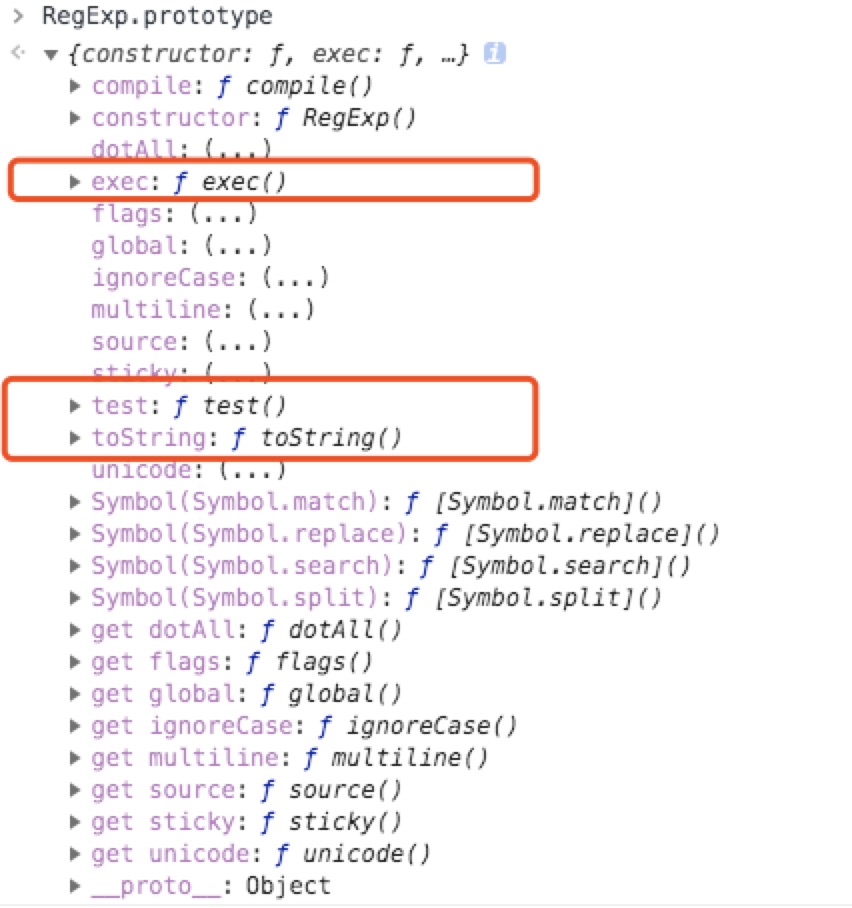 > RegExp.prototype
{constructor: ƒ, exec: ƒ, …} i
compile: ƒ compile()
constructor: ƒ RegExp()
dotAll: (...)
exec: ƒ exec()
flags: (...)
global: (...)
ignoreCase: (...)
multiline: (...)
source: (...)
sticky: (...)
test: ƒ test()
toString: ƒ toString()
unicode: (...)
Symbol(Symbol.match): ƒ [Symbol.match]()
Symbol(Symbol.replace): ƒ [Symbol.replace]()
Symbol(Symbol.search): ƒ [Symbol.search]()
Symbol(Symbol.split): ƒ [Symbol.split]()
get dotAll: ƒ dotAll()
get flags: ƒ flags()
get global: ƒ global()
get ignoreCase: ƒ ignoreCase()
get multiline: ƒ multiline()
get source: ƒ source()
get sticky: ƒ sticky()
get unicode: ƒ unicode()
__proto__: Object